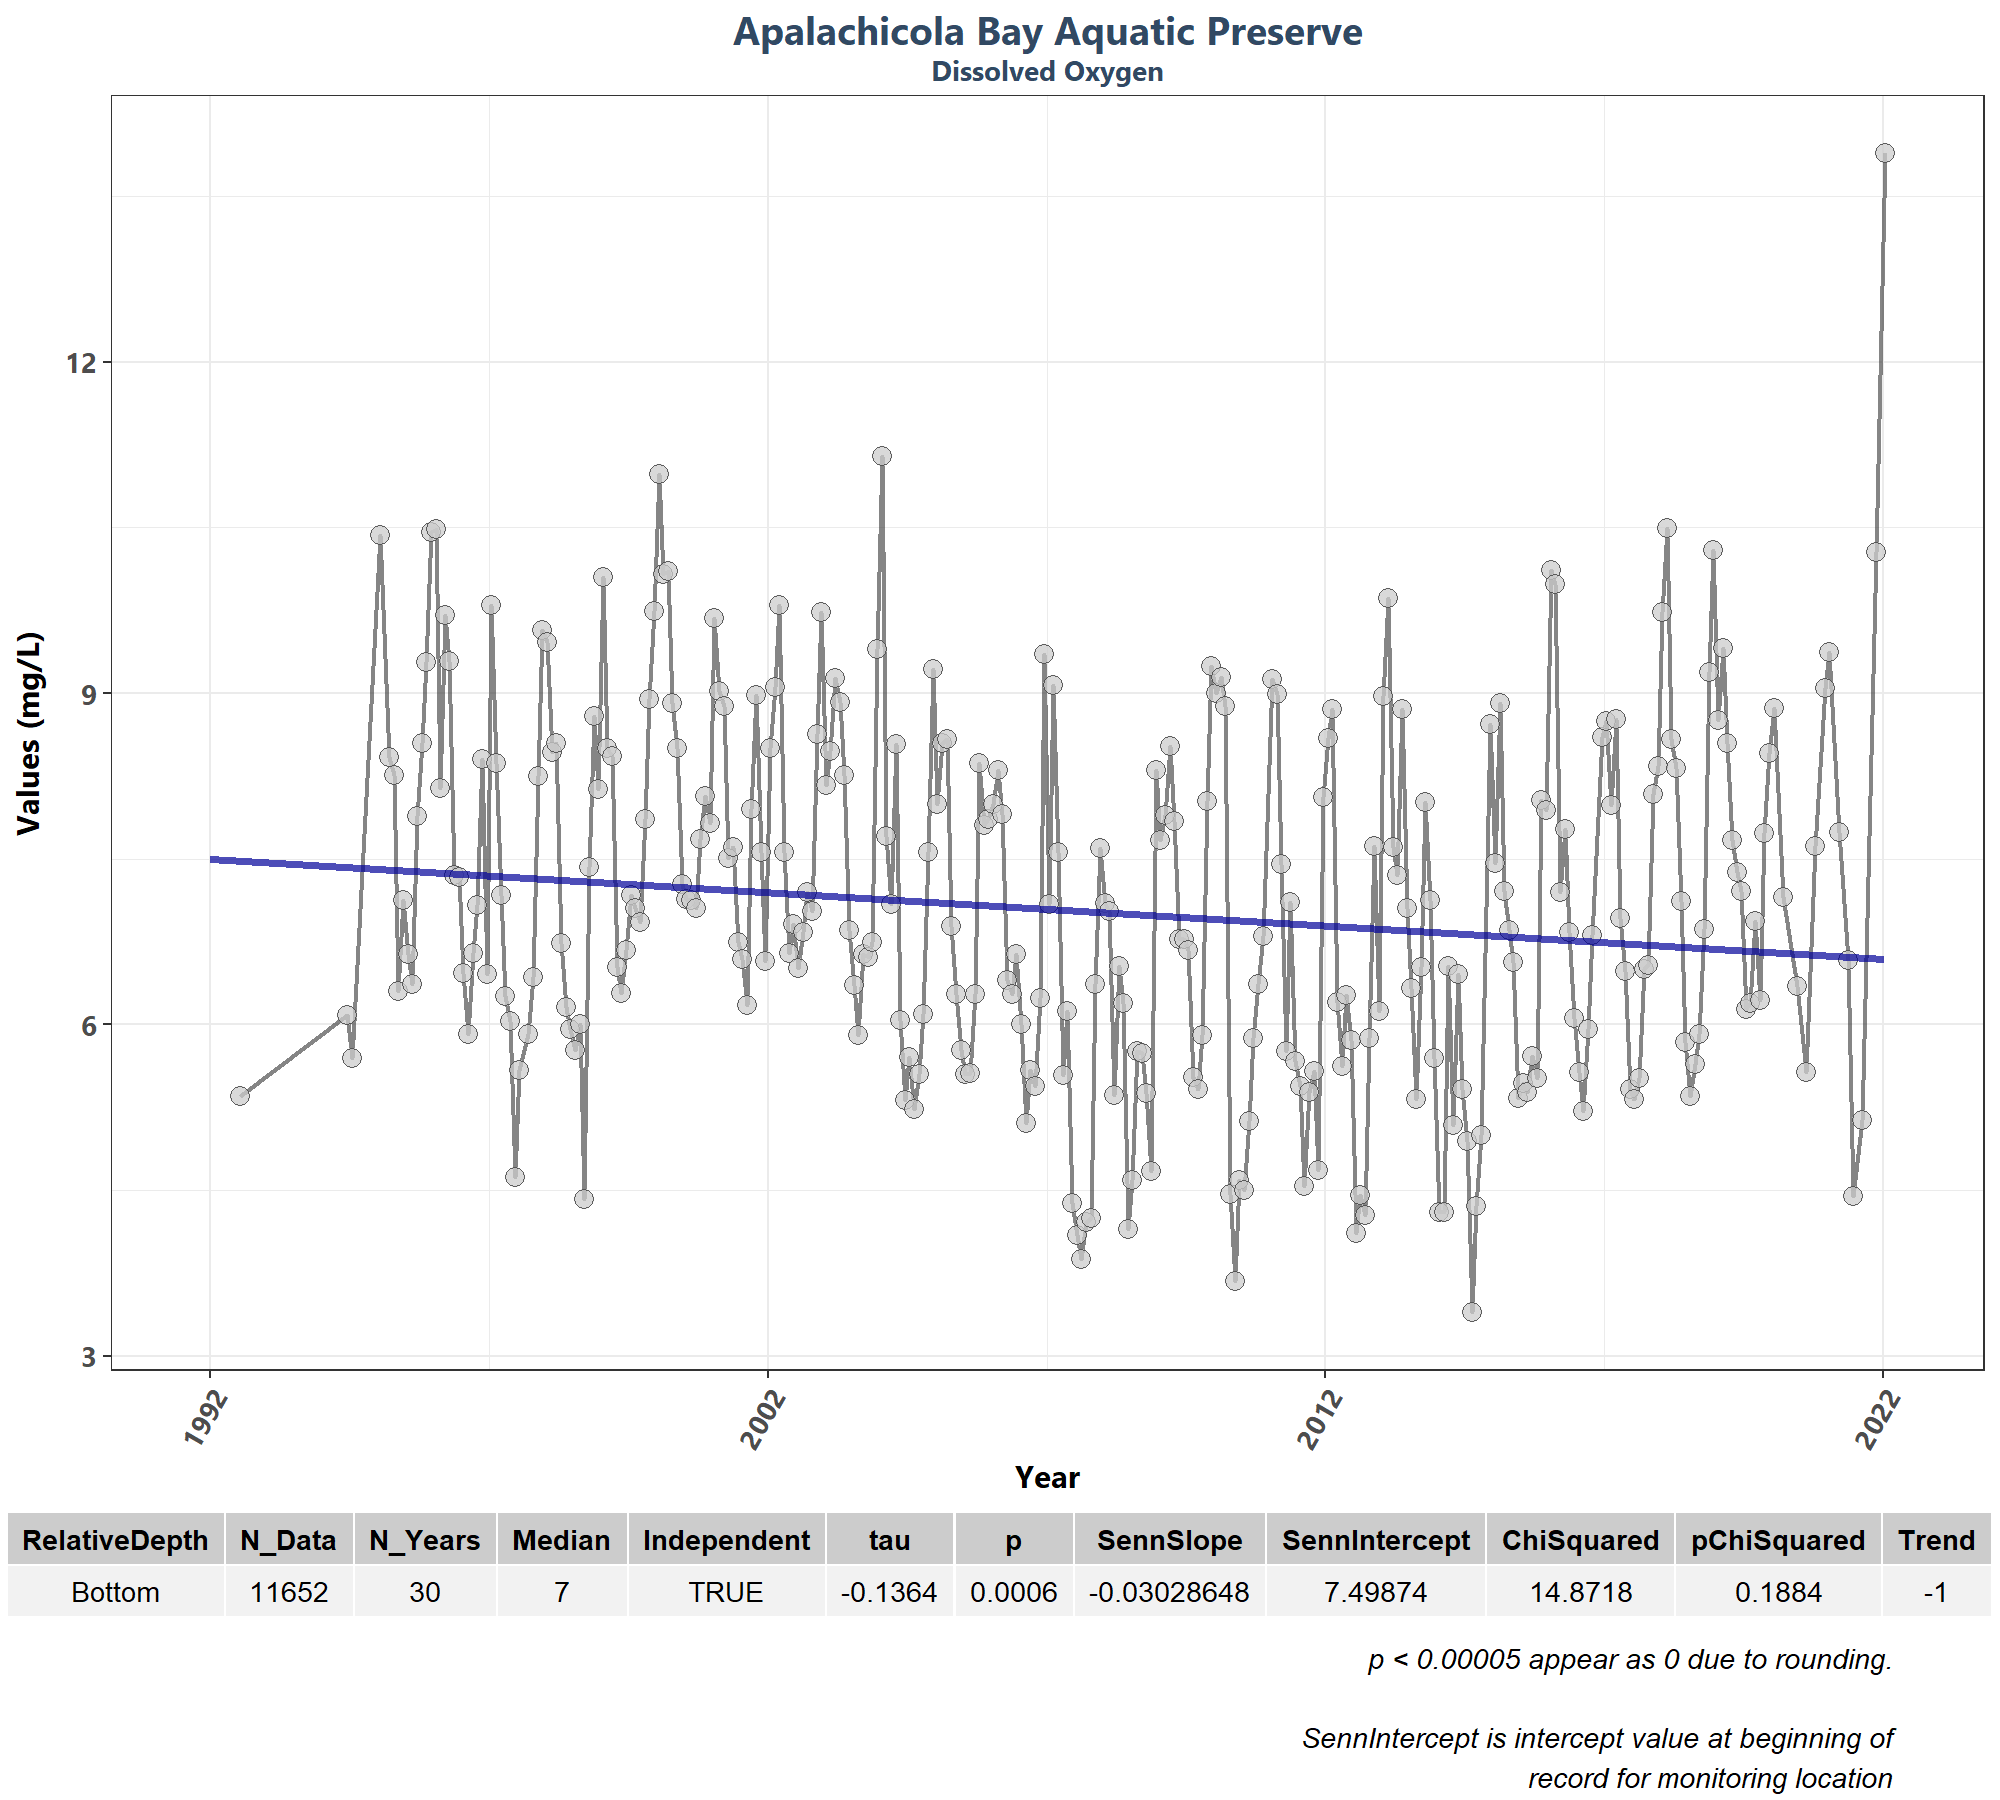 Apalachicola Bay Aquatic Preserve
Dissolved Oxygen
12
9
6
3
Values (mg/L)
1992 2002 2012 2022
Year
RelativeDepth N_Data N_Years Median Independent tau p SennSlope SennIntercept ChiSquared pChiSquared Trend
Bottom 11652 30 7 TRUE -0.1364 0.0006 -0.03028648 7.49874 14.8718 0.1884 -1
p < 0.00005 appear as 0 due to rounding.
SennIntercept is intercept value at beginning of
record for monitoring location